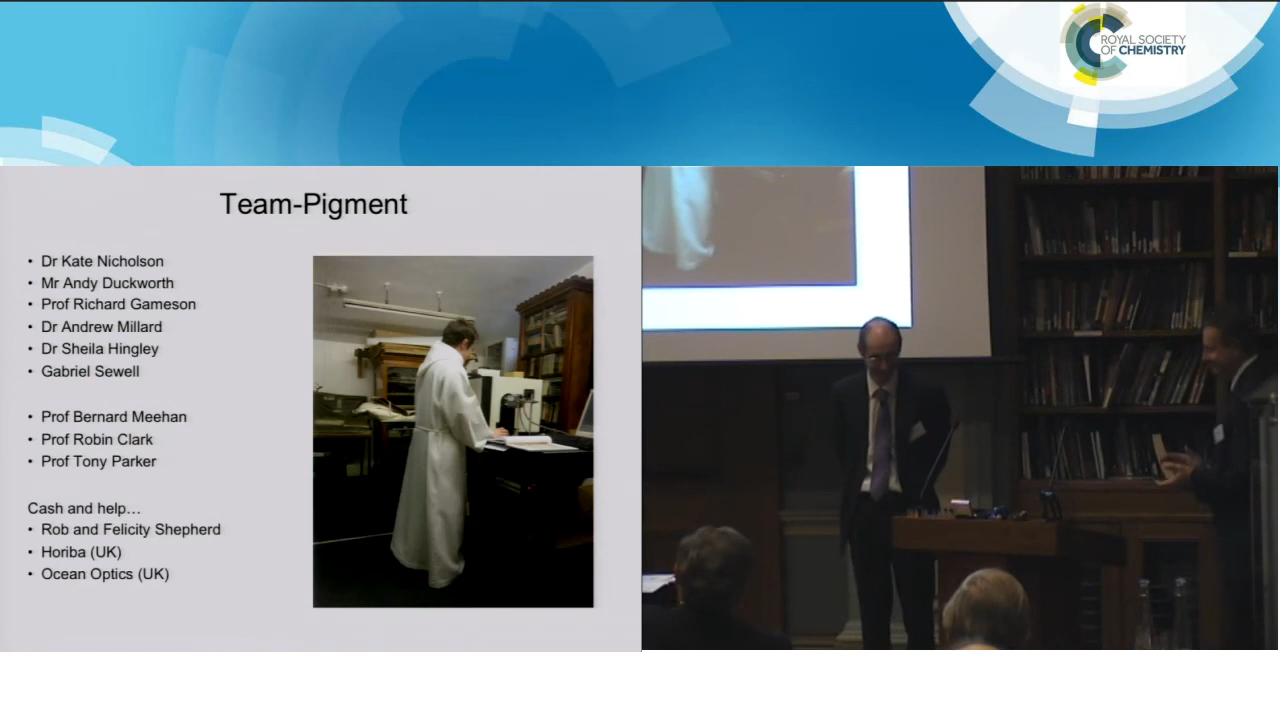 ROYAL SOCIETY
OF CHEMISTRY
Team-Pigment
• Dr Kate Nicholson
• Mr Andy Duckworth
• Prof Richard Gameson
• Dr Andrew Millard
• Dr Sheila Hingley
• Gabriel Sewell
• Prof Bernard Meehan
• Prof Robin Clark
• Prof Tony Parker
Cash and help…
• Rob and Felicity Shepherd
• Horiba (UK)
• Ocean Optics (UK)